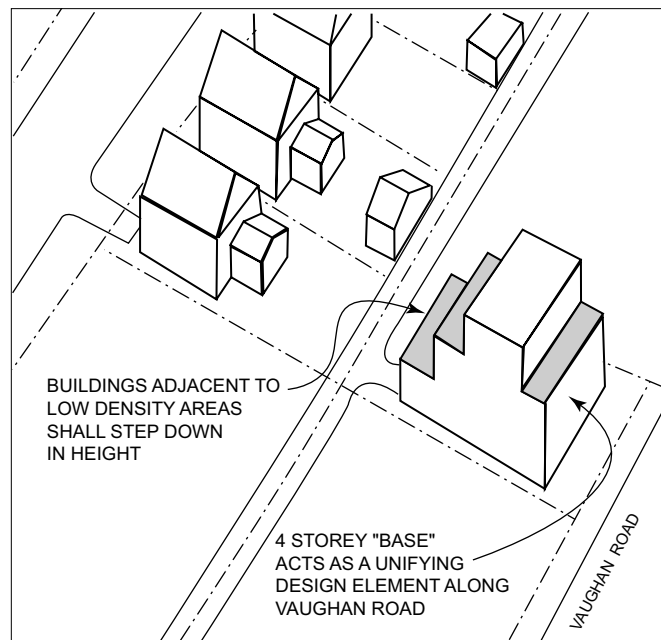 BUILDINGS ADJACENT TO
LOW DENSITY AREAS
SHALL STEP DOWN
IN HEIGHT
4 STOREY "BASE"
ACTS AS A UNIFYING
DESIGN ELEMENT ALONG
VAUGHAN ROAD
VAUGHAN ROAD